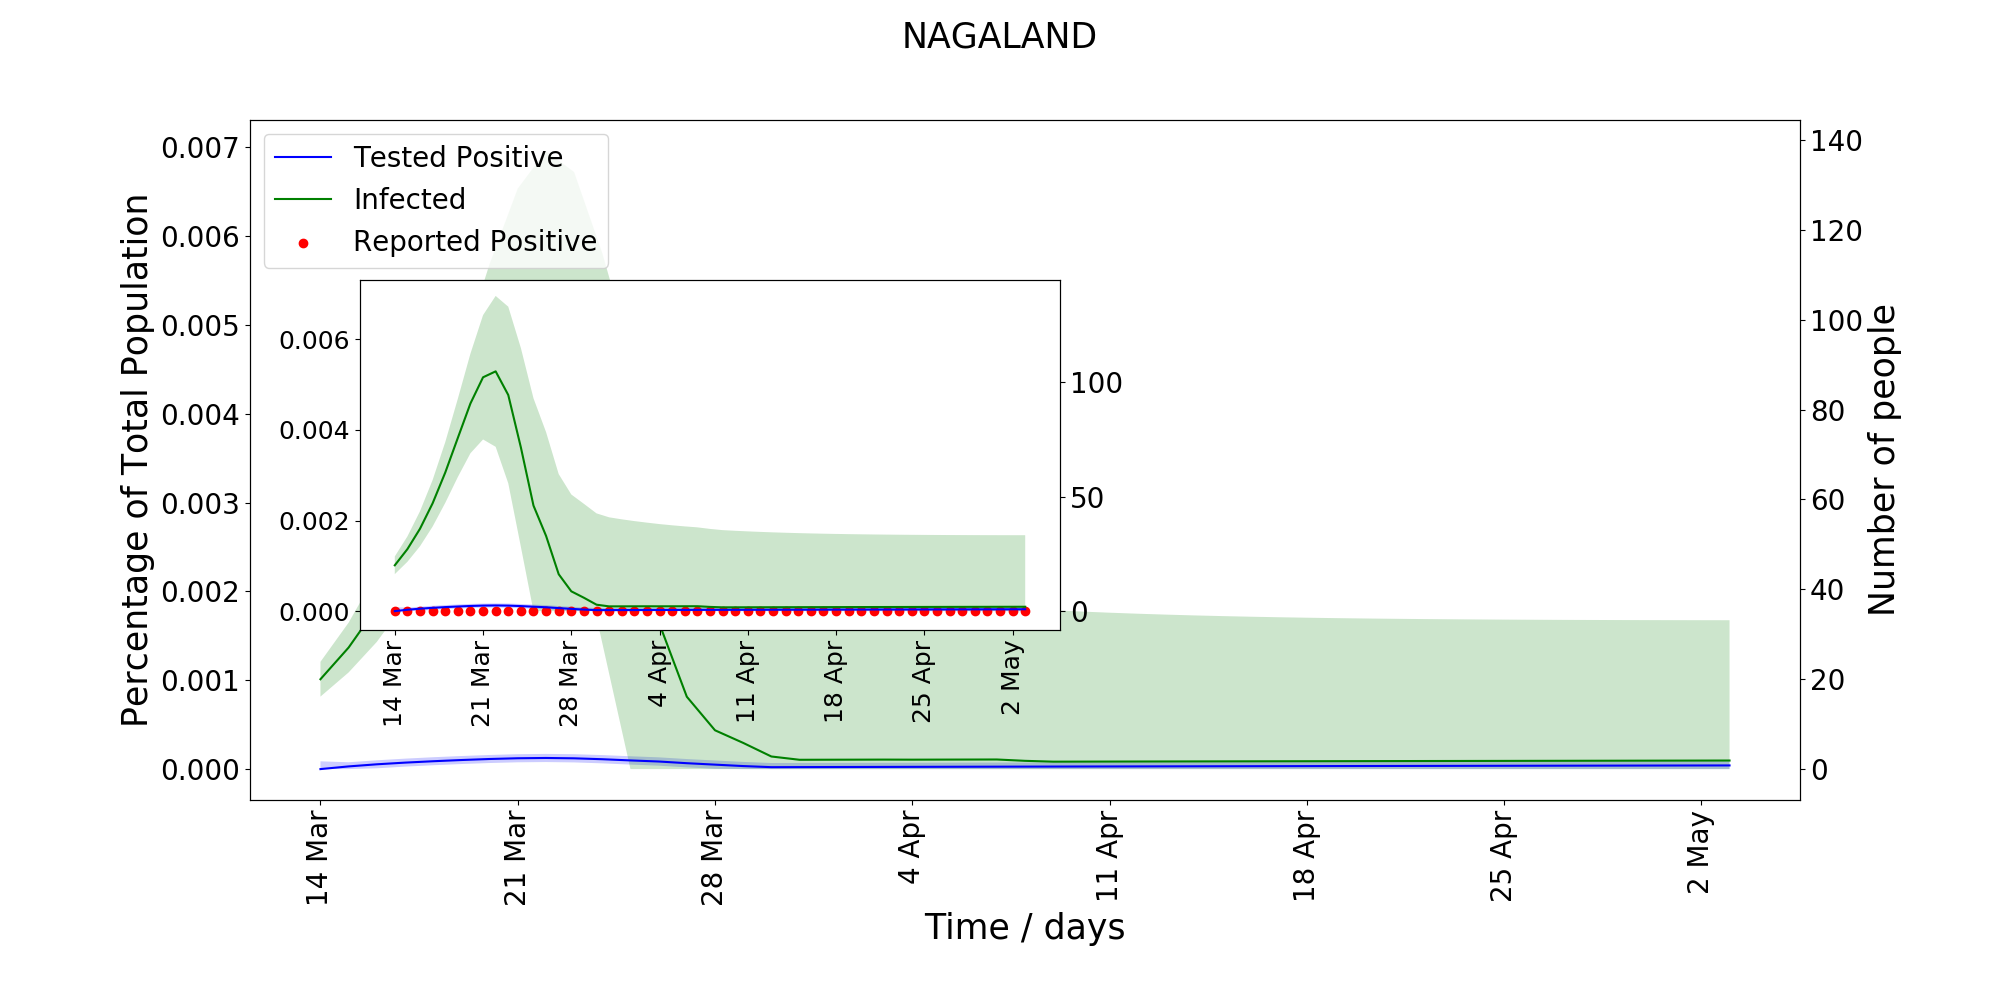 NAGALAND
Tested Positive
Infected
Reported Positive
Percentage of Total Population
0.007
0.006
0.005
0.004
0.003
0.002
0.001
0.000
140
120
100
80
60
40
20
0
Number of people
0.006
0.004
0.002
0.000
100
50
0
14 Mar
21 Mar
28 Mar
4 Apr
11 Apr
18 Apr
25 Apr
2 May
14 Mar
21 Mar
28 Mar
4 Apr
11 Apr
18 Apr
25 Apr
2 May
Time / days